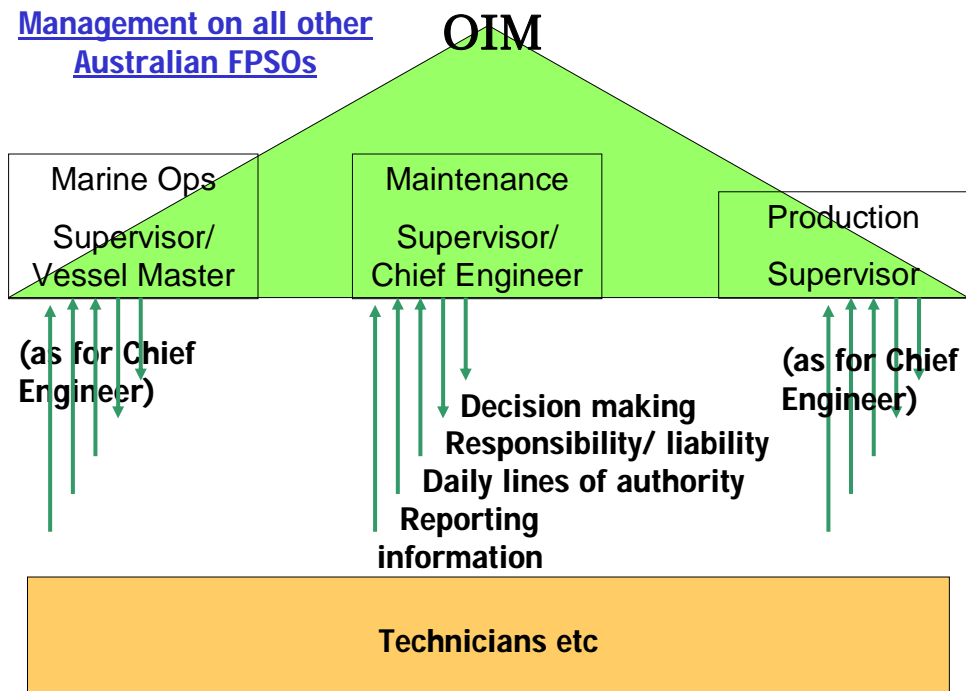 Management on all other
Australian FPSOs
OIM
Marine Ops
Supervisor/
Vessel Master
Maintenance
Supervisor/
Chief Engineer
Production
Supervisor
(as for Chief
Engineer)
Decision making
Responsibility/ liability
Daily lines of authority
Reporting
information
(as for Chief
Engineer)
Technicians etc